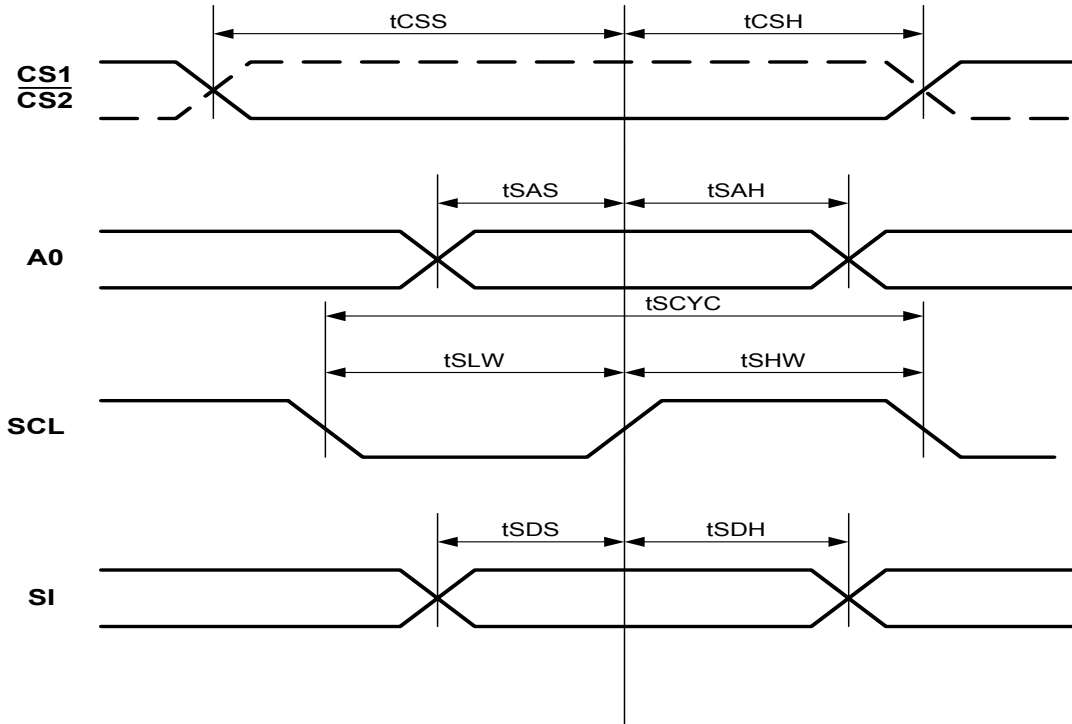 tCSS tCSH
CS1
CS2
tSAS tSAH
A0
tSCYC
tSLW tSHW
SCL
tSDS tSDH
SI